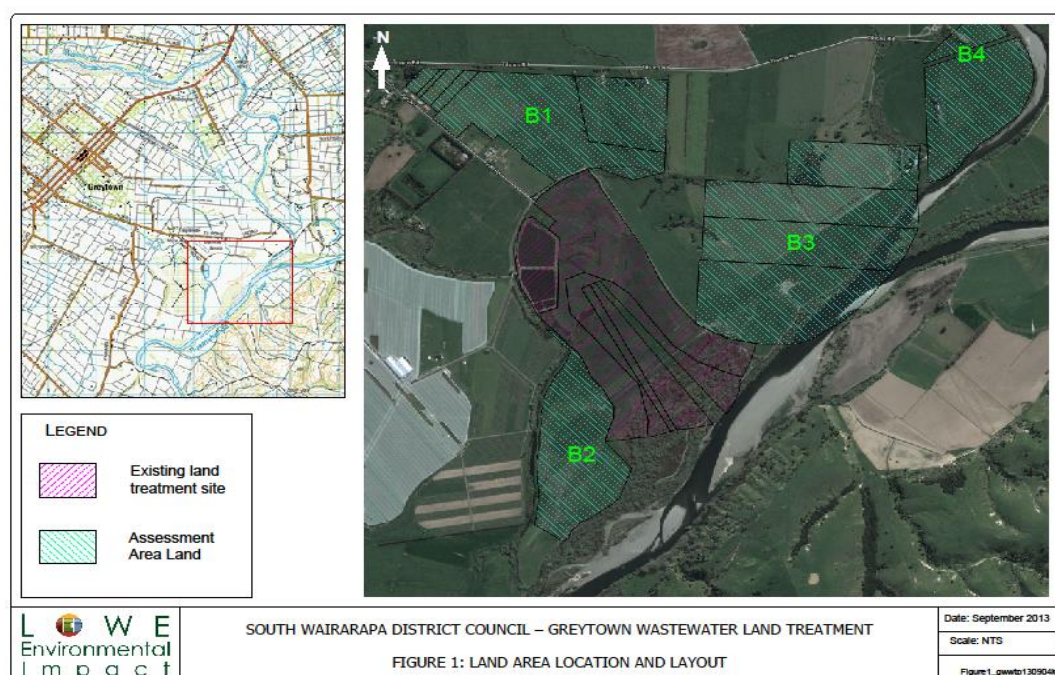 Greytown
N
B1
B2
B3
B4
LEGEND
Existing land
treatment site
Assessment
Area Land
LOWE
Environmental
Impact
SOUTH WAIRARAPA DISTRICT COUNCIL – GREYTOWN WASTEWATER LAND TREATMENT
FIGURE 1: LAND AREA LOCATION AND LAYOUT
Date: September 2013
Scale: NTS